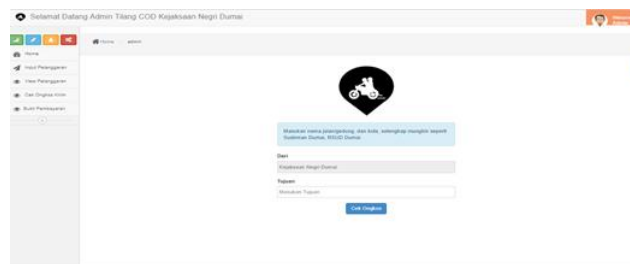 Selamat Datang Admin Tilang COD Kejaksaan Negri Dumai
Home
admin
Home
Input Pelanggaran
View Pelanggaran
Cek Ongkos Kirim
Bukti Pembayaran
Masukan nama jalan/gedung, dan kota, selengkap mungkin seperti
Sudirman Dumai, RSUD Dumai
Dari
Kejaksaan Negri Dumai
Tujuan
Masukan Tujuan
Cek Ongkos